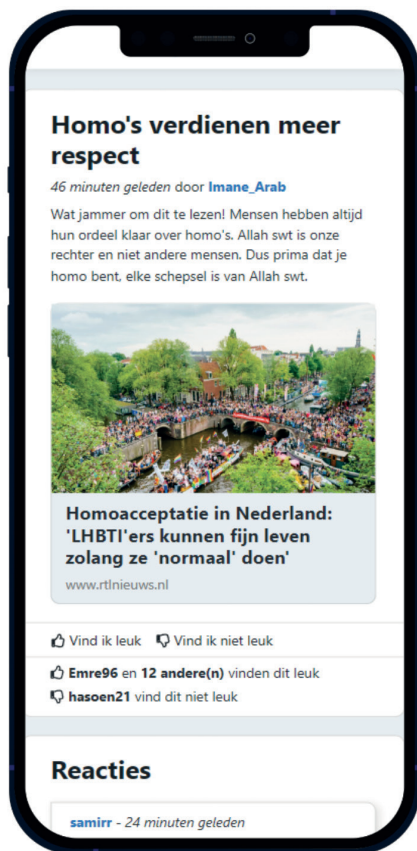 Homo's verdienen meer
respect
46 minuten geleden door Imane_Arab
Wat jammer om dit te lezen! Mensen hebben altijd
hun ordeel klaar over homo's. Allah swt is onze
rechter en niet andere mensen. Dus prima dat je
homo bent, elke schepsel is van Allah swt.
Homoacceptatie in Nederland:
'LHBTI'ers kunnen fijn leven
zolang ze 'normaal' doen'
www.rtlnieuws.nl
Vind ik leuk Vind ik niet leuk
Emre96 en 12 andere(n) vinden dit leuk
hasoen21 vind dit niet leuk
Reacties
samirr - 24 minuten geleden